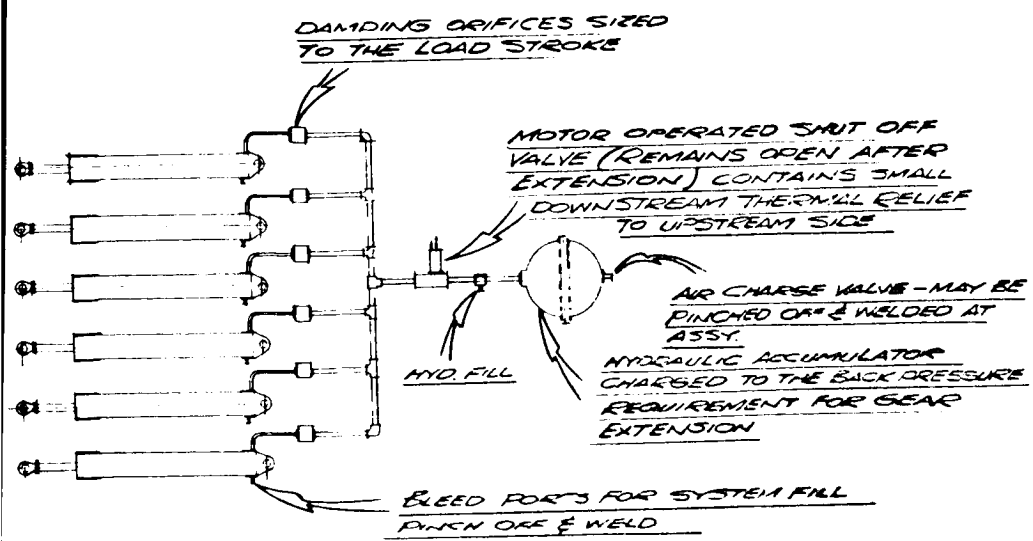 DAMPING ORIFICES SIZED
TO THE LOAD STROKE
MOTOR OPERATED SHUT OFF
VALVE (REMAINS OPEN AFTER
EXTENSION) CONTAINS SMALL
DOWNSTREAM THERMAL RELIEF
TO UPSTREAM SIDE
AIR CHARGE VALVE - MAY BE
PINCHED OFF & WELDED AT
ASSY.
HYD. FILL
HYDRAULIC ACCUMULATOR
CHARGED TO THE BACK PRESSURE
REQUIREMENT FOR GEAR
EXTENSION
BLEED PORTS FOR SYSTEM FILL
PINCH OFF & WELD